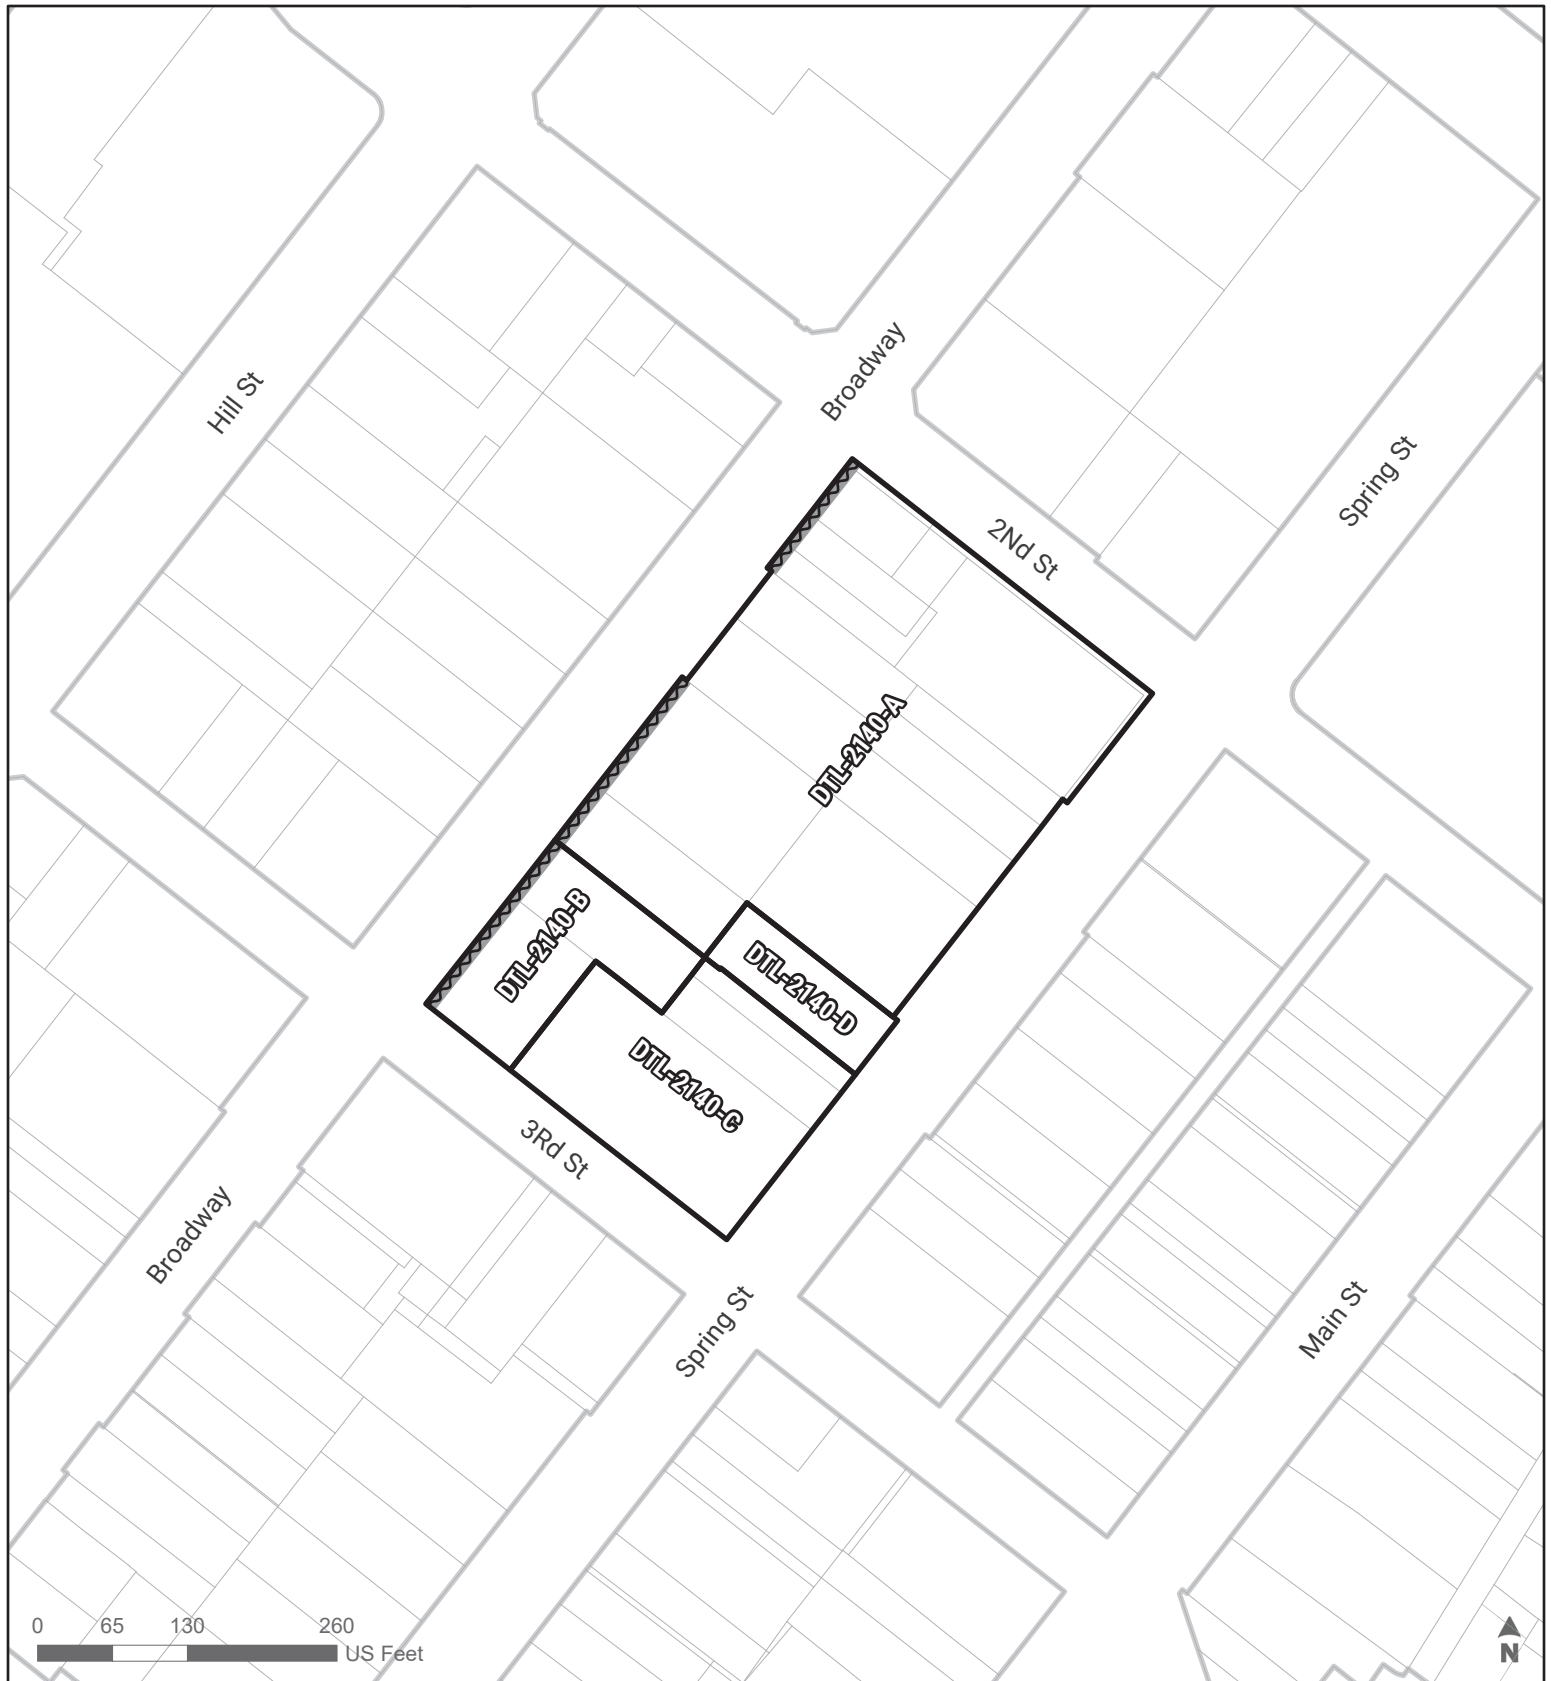 Broadway
Hill St
Spring St
2Nd St
DTL-2140-A
DTL-2140-B
DTL-2140-D
DTL-2140-C
3Rd St
Broadway
Spring St
Main St
0 65 130 260
US Feet
N